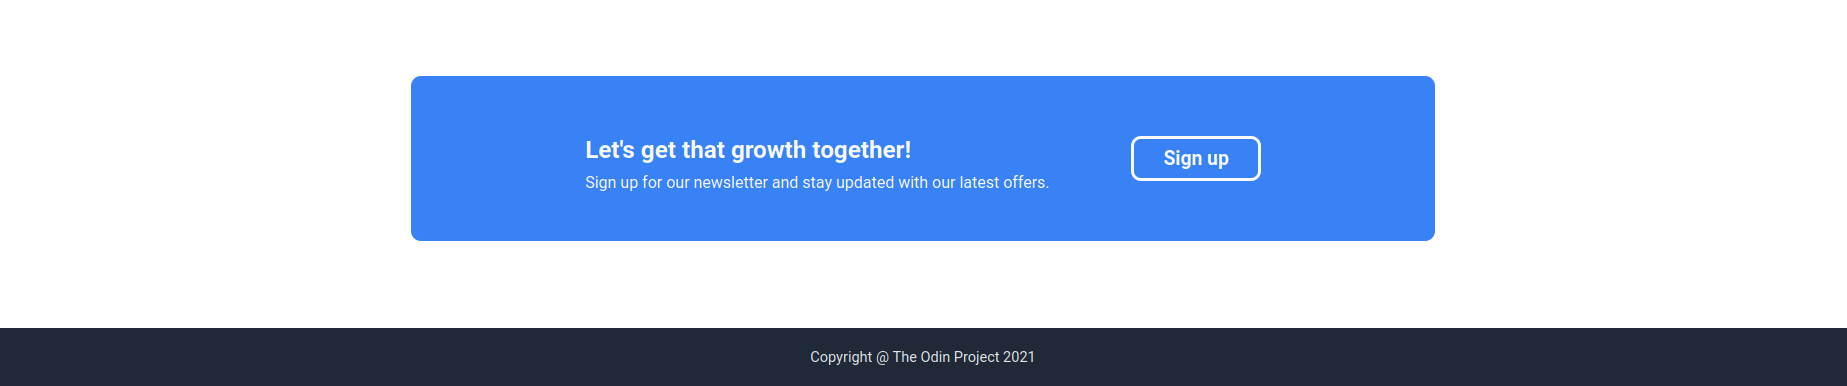 Let's get that growth together!
Sign up for our newsletter and stay updated with our latest offers.
Sign up
Copyright @ The Odin Project 2021